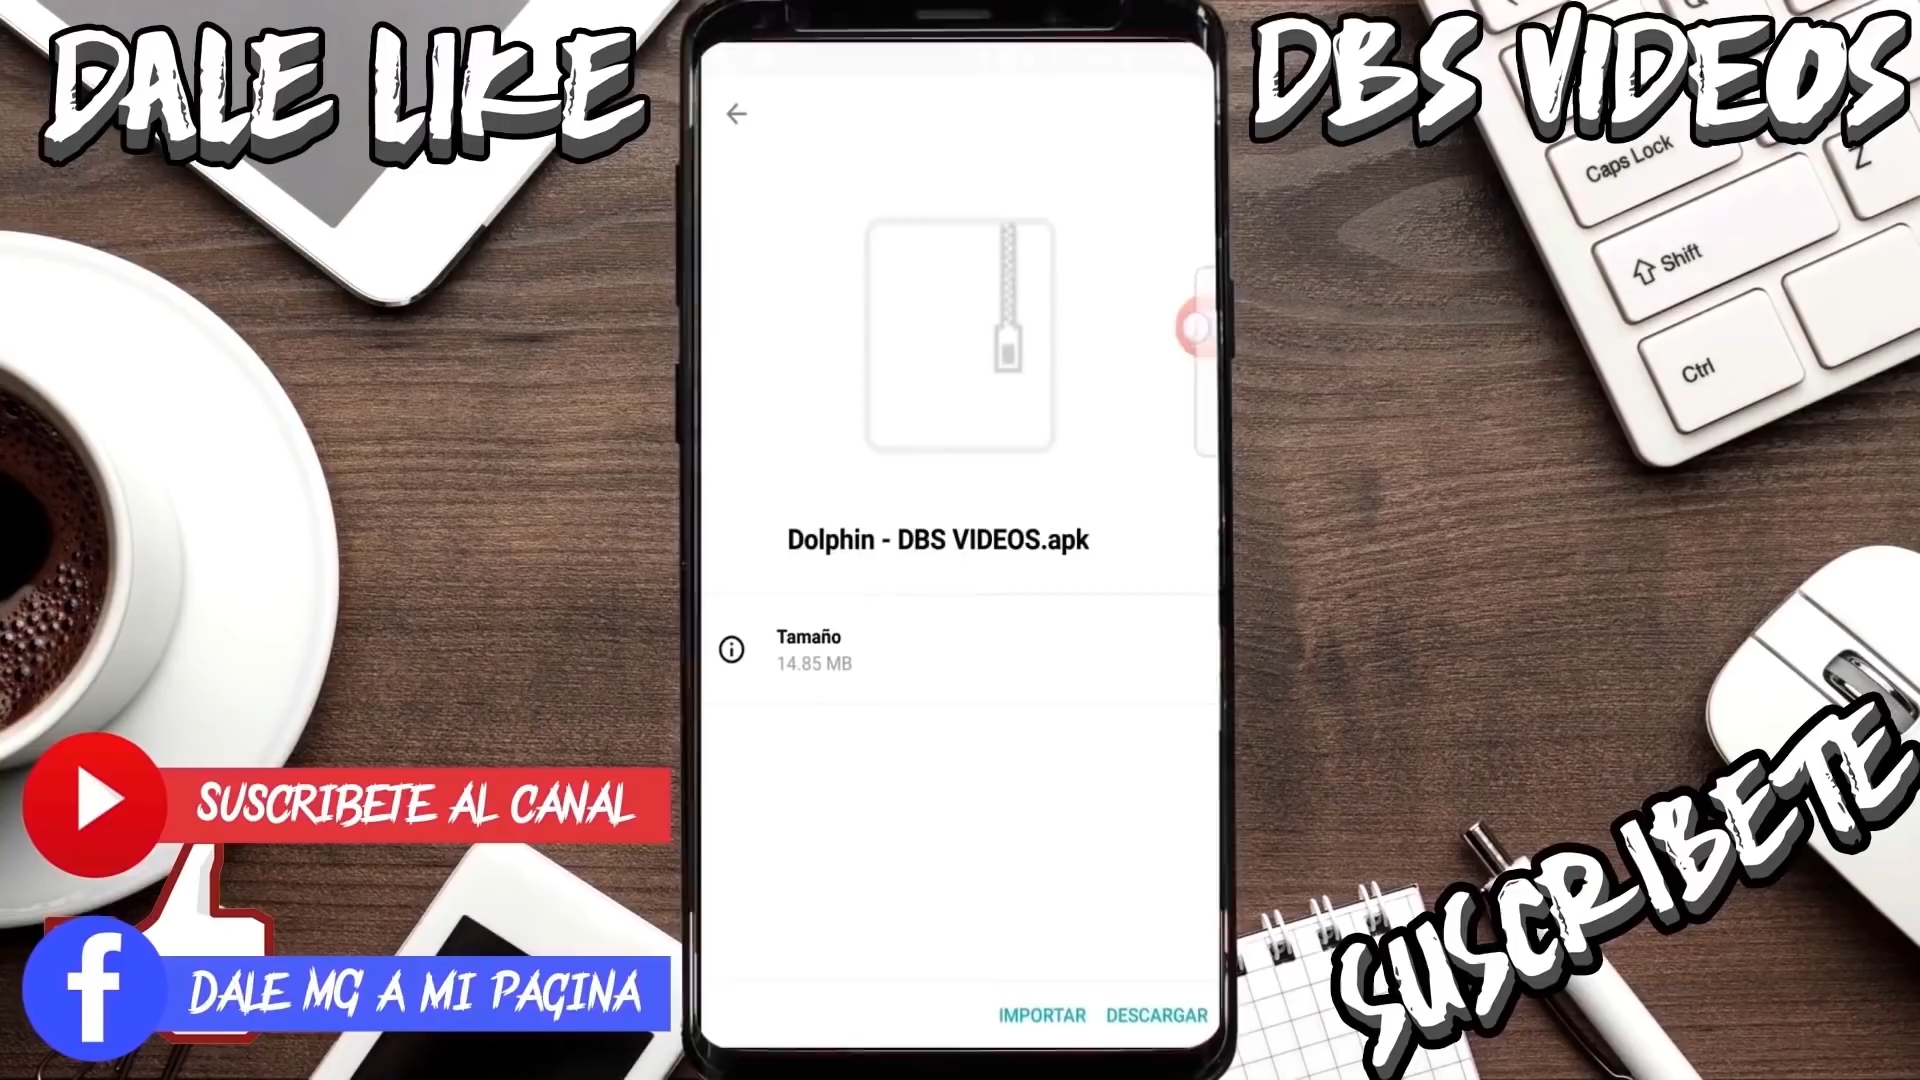 DALE LIKE
DBS VIDEOS
Caps Lock
Z
Shift
Ctrl
Dolphin - DBS VIDEOS.apk
Tamaño
14.85 MB
SUSCRIBETE AL CANAL
SUSCRIBETE
DALE MG A MI PAGINA
IMPORTAR
DESCARGAR